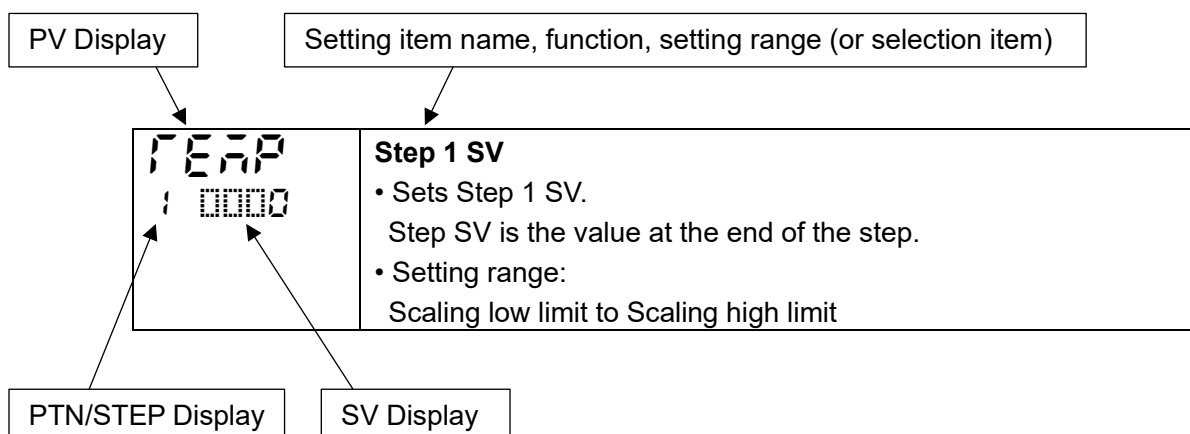 PV Display
Setting item name, function, setting range (or selection item)
TEMP
1 0000
Step 1 SV
• Sets Step 1 SV.
Step SV is the value at the end of the step.
• Setting range:
Scaling low limit to Scaling high limit
PTN/STEP Display
SV Display